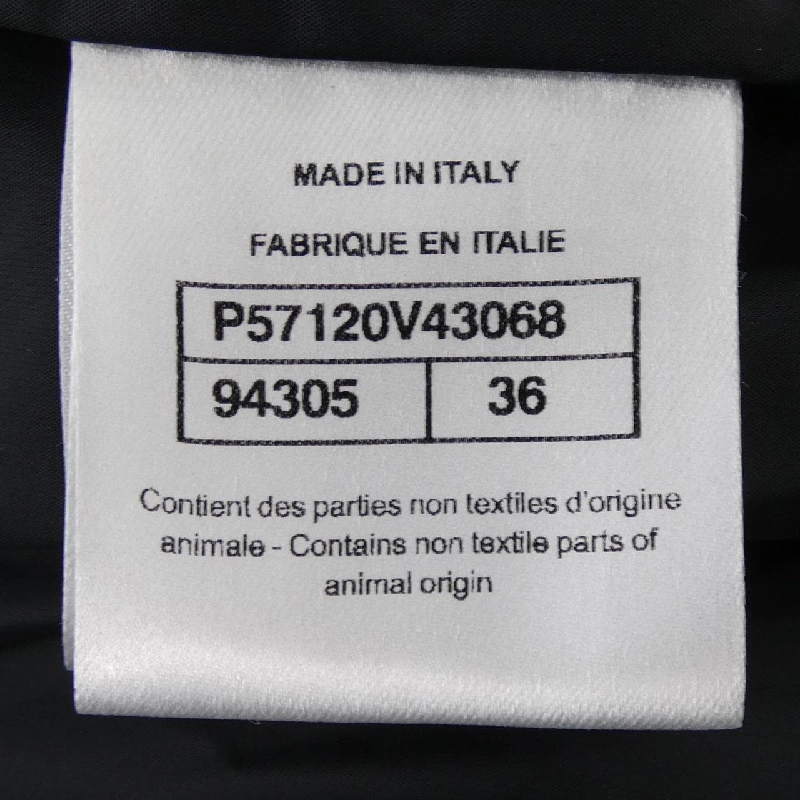 MADE IN ITALY
FABRIQUE EN ITALIE
P57120V43068
94305 36
Contient des parties non textiles d'origine
animale - Contains non textile parts of
animal origin